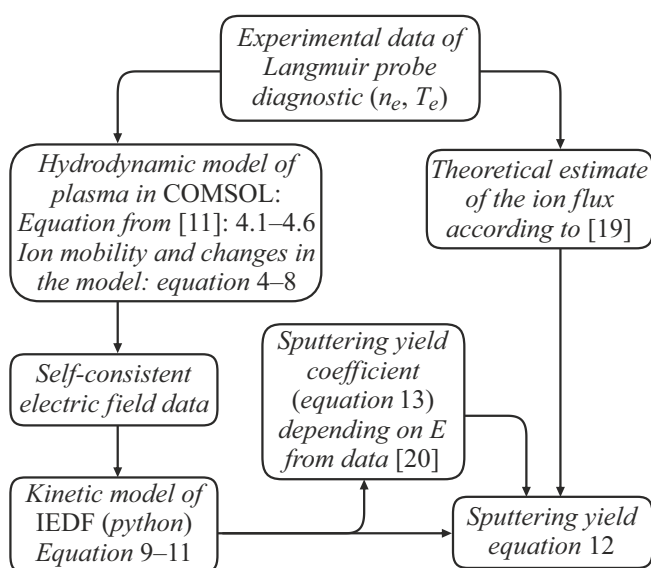 Experimental data of
Langmuir probe
diagnostic (nₑ, Tₑ)
Hydrodynamic model of
plasma in COMSOL:
Equation from [11]: 4.1–4.6
Ion mobility and changes in
the model: equation 4–8
Theoretical estimate
of the ion flux
according to [19]
Self-consistent
electric field data
Sputtering yield
coefficient
(equation 13)
depending on E
from data [20]
Kinetic model of
IEDF (python)
Equation 9–11
Sputtering yield
equation 12